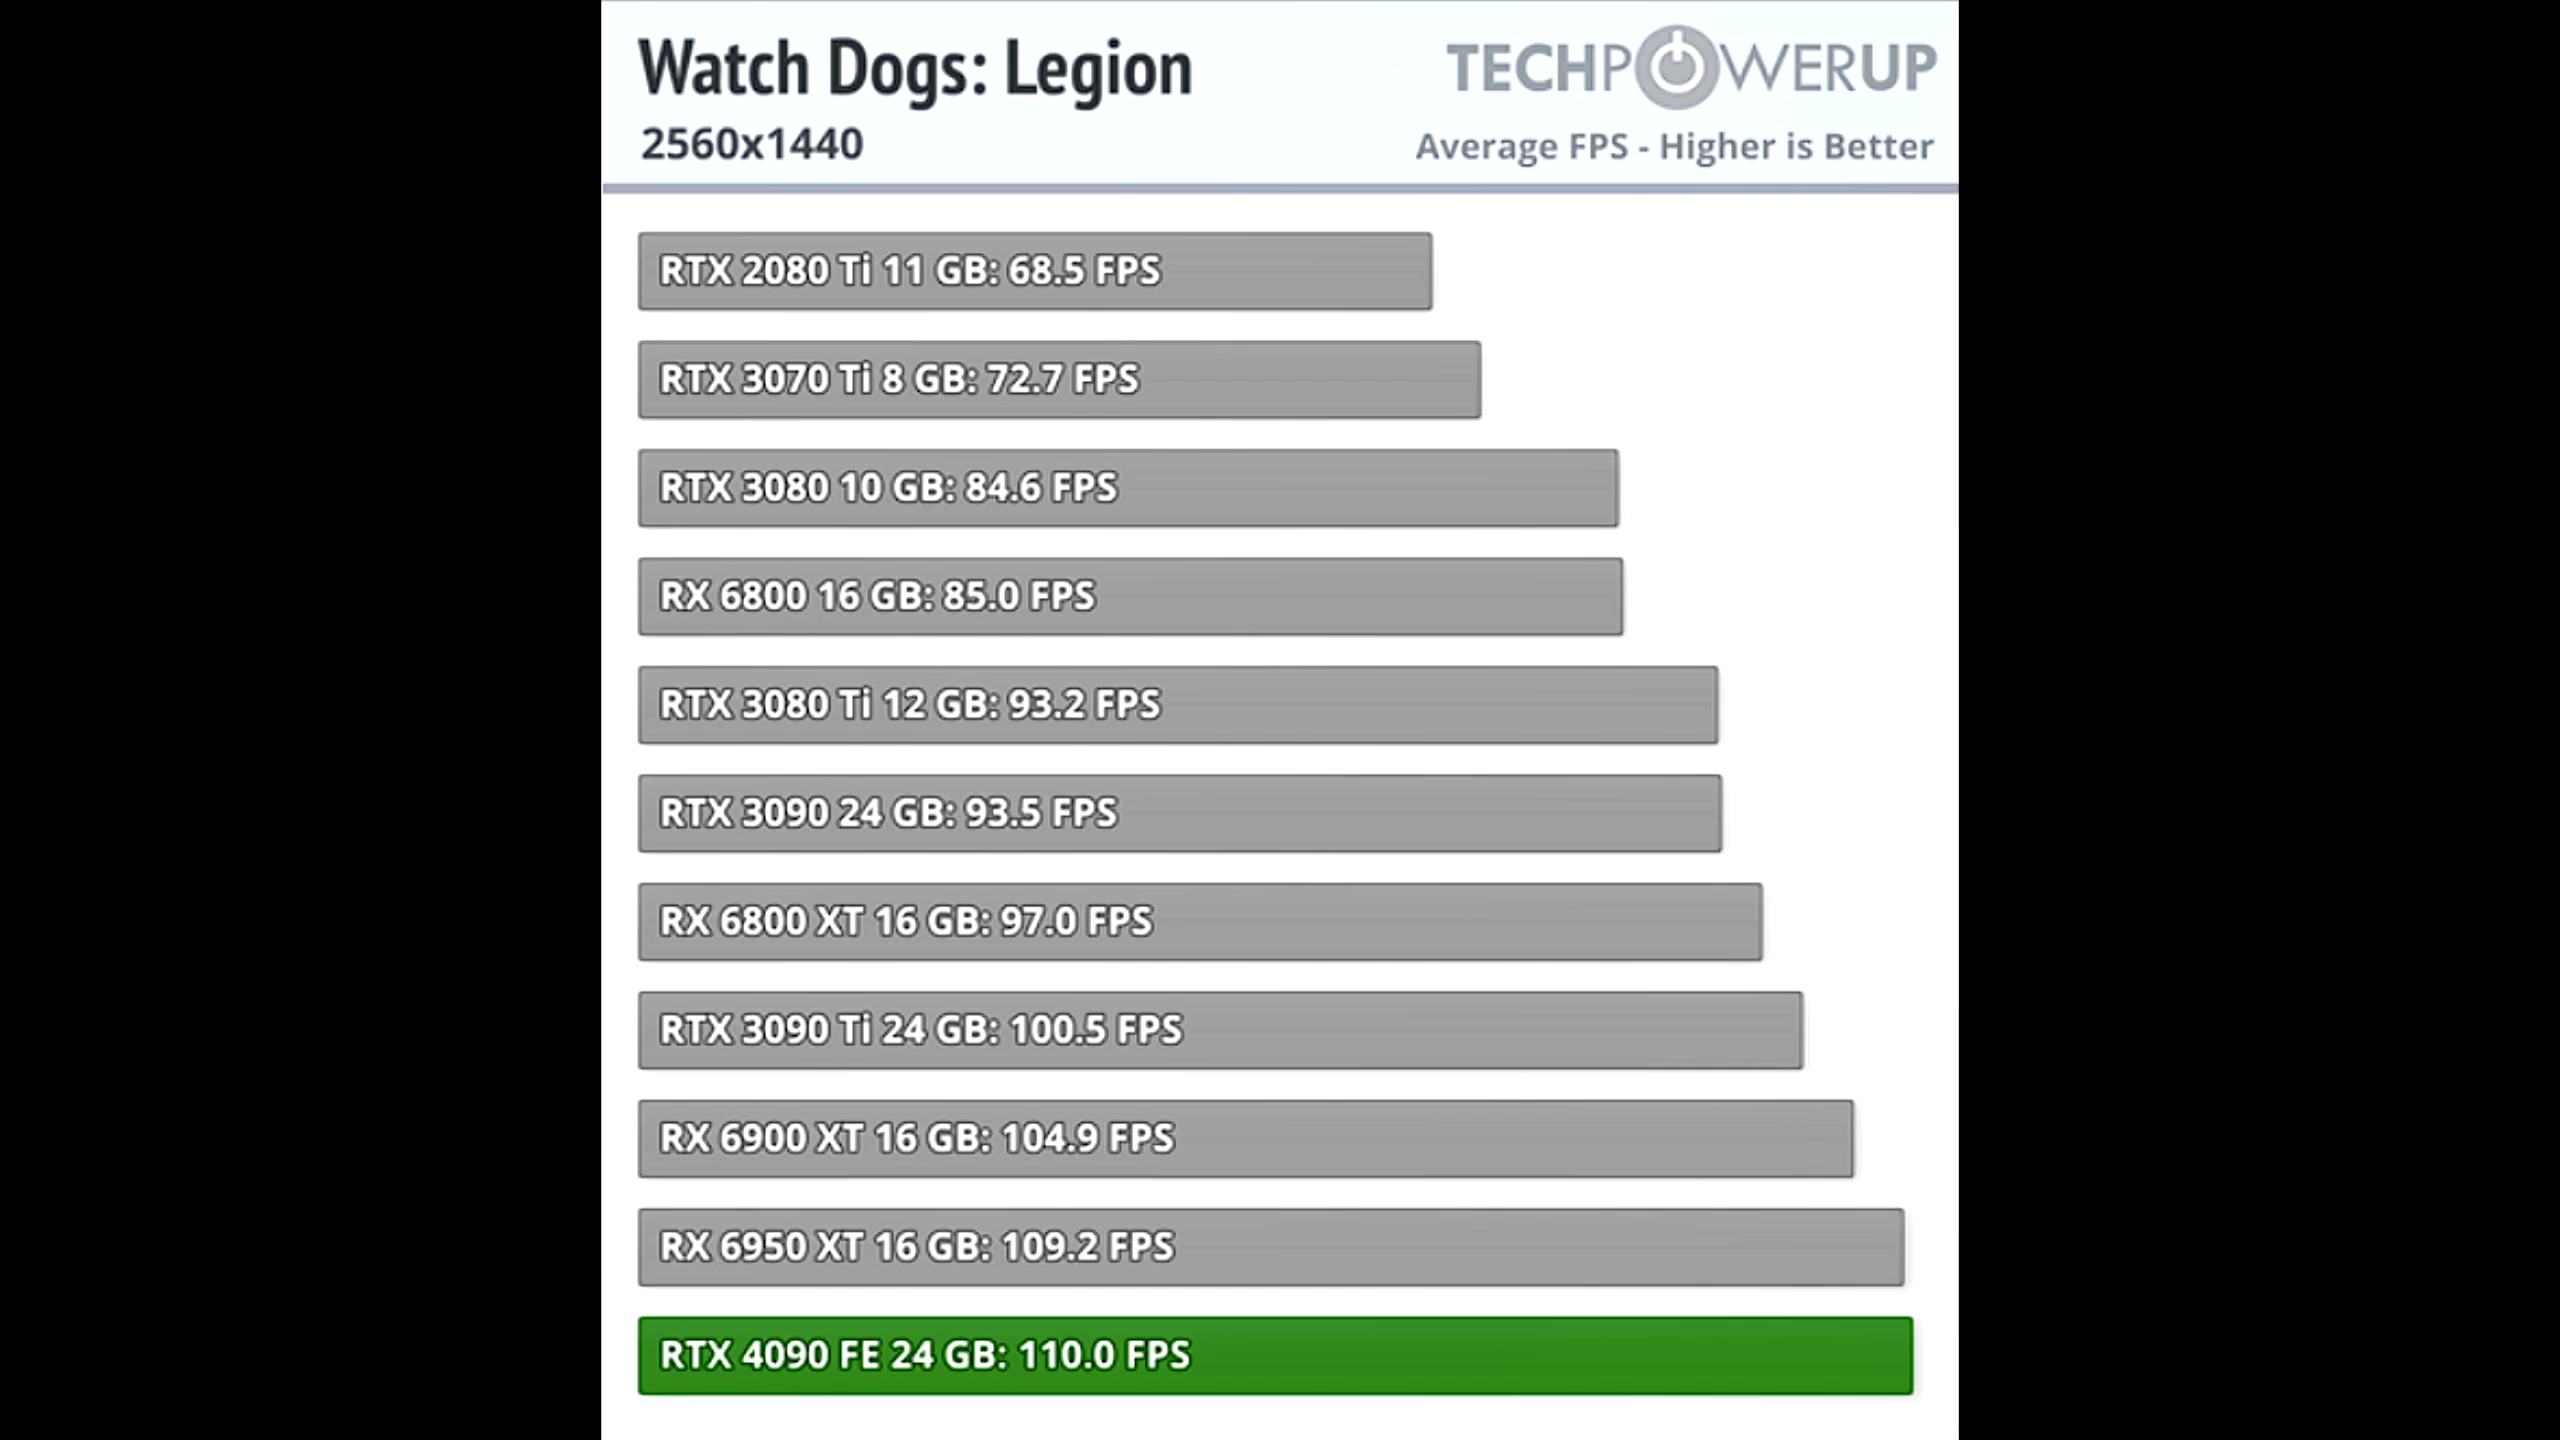 Watch Dogs: Legion
TECHPOWERUP
2560x1440
Average FPS - Higher is Better
RTX 2080 Ti 11 GB: 68.5 FPS
RTX 3070 Ti 8 GB: 72.7 FPS
RTX 3080 10 GB: 84.6 FPS
RX 6800 16 GB: 85.0 FPS
RTX 3080 Ti 12 GB: 93.2 FPS
RTX 3090 24 GB: 93.5 FPS
RX 6800 XT 16 GB: 97.0 FPS
RTX 3090 Ti 24 GB: 100.5 FPS
RX 6900 XT 16 GB: 104.9 FPS
RX 6950 XT 16 GB: 109.2 FPS
RTX 4090 FE 24 GB: 110.0 FPS